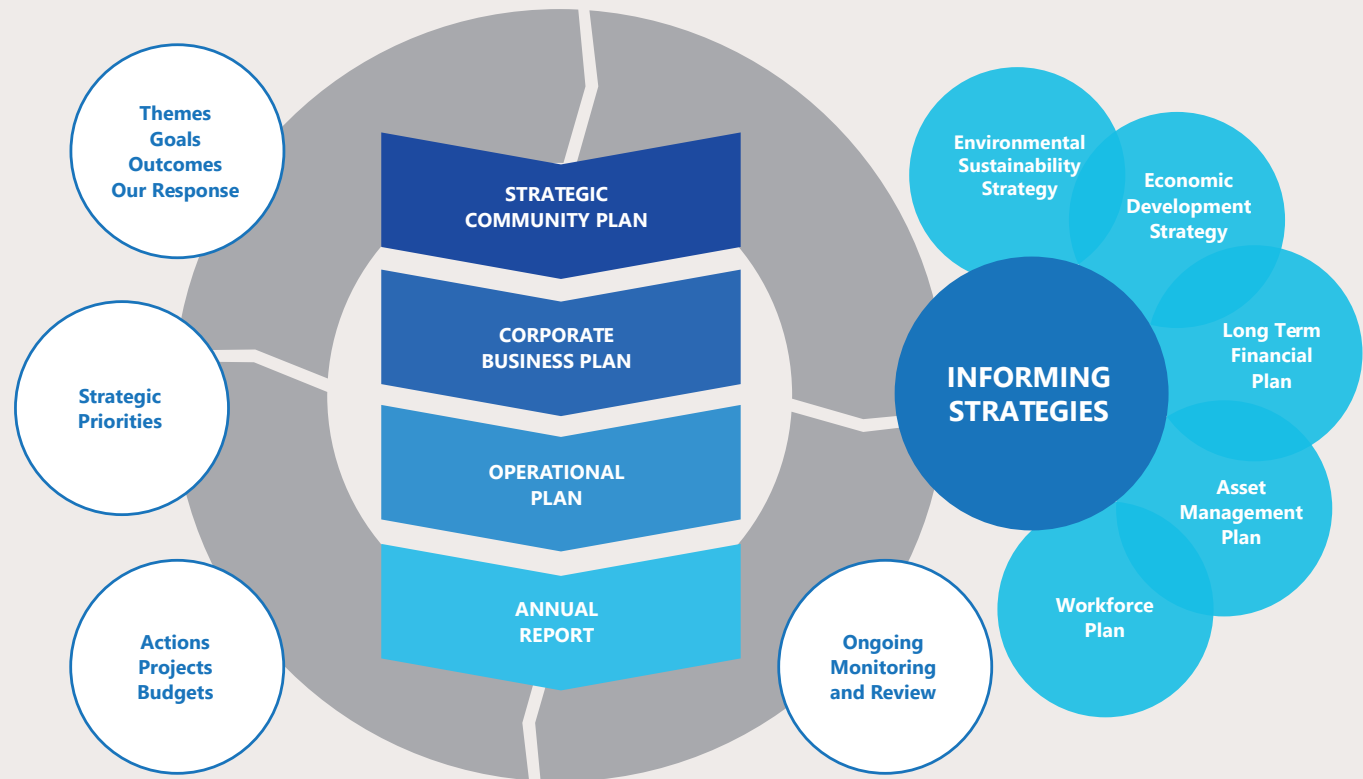 Themes
Goals
Outcomes
Our Response
Strategic
Priorities
Actions
Projects
Budgets
STRATEGIC
COMMUNITY PLAN
CORPORATE
BUSINESS PLAN
OPERATIONAL
PLAN
ANNUAL
REPORT
Ongoing
Monitoring
and Review
INFORMING
STRATEGIES
Environmental
Sustainability
Strategy
Economic
Development
Strategy
Long Term
Financial
Plan
Asset
Management
Plan
Workforce
Plan